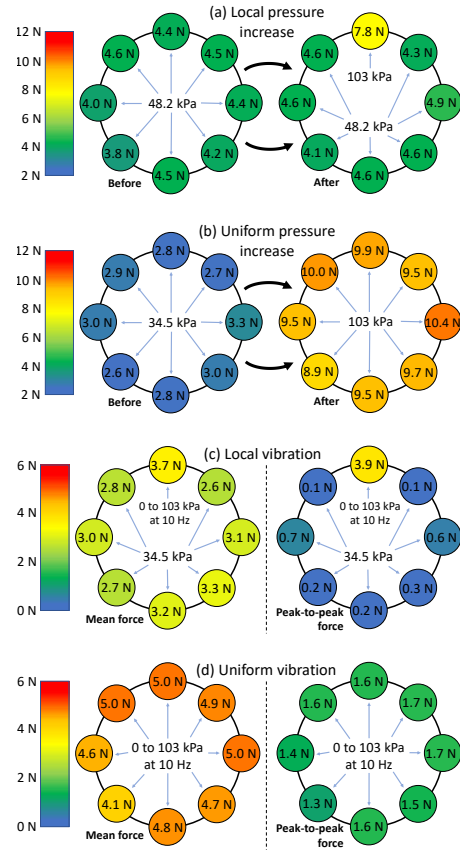 (a) Local pressure
increase
12 N
10 N
8 N
6 N
4 N
2 N
4.4 N
4.6 N
4.5 N
4.0 N
48.2 kPa
4.4 N
3.8 N
4.2 N
4.5 N
Before
7.8 N
4.6 N
4.3 N
103 kPa
4.6 N
4.9 N
48.2 kPa
4.1 N
4.6 N
4.6 N
After
(b) Uniform pressure
increase
12 N
10 N
8 N
6 N
4 N
2 N
2.8 N
2.9 N
2.7 N
3.0 N
34.5 kPa
3.3 N
2.6 N
3.0 N
2.8 N
Before
9.9 N
10.0 N
9.5 N
9.5 N
103 kPa
10.4 N
8.9 N
9.7 N
9.5 N
After
(c) Local vibration
6 N
4 N
2 N
0 N
3.7 N
2.8 N
2.6 N
0 to 103 kPa
at 10 Hz
3.0 N
3.1 N
34.5 kPa
2.7 N
3.3 N
3.2 N
Mean force
3.9 N
0.1 N
0.1 N
0 to 103 kPa
at 10 Hz
0.7 N
0.6 N
34.5 kPa
0.2 N
0.3 N
0.2 N
Peak-to-peak
force
(d) Uniform vibration
6 N
4 N
2 N
0 N
5.0 N
5.0 N
4.9 N
4.6 N
0 to 103 kPa
at 10 Hz
5.0 N
4.1 N
4.7 N
4.8 N
Mean force
1.6 N
1.6 N
1.7 N
1.4 N
0 to 103 kPa
at 10 Hz
1.7 N
1.3 N
1.5 N
1.6 N
Peak-to-peak
force